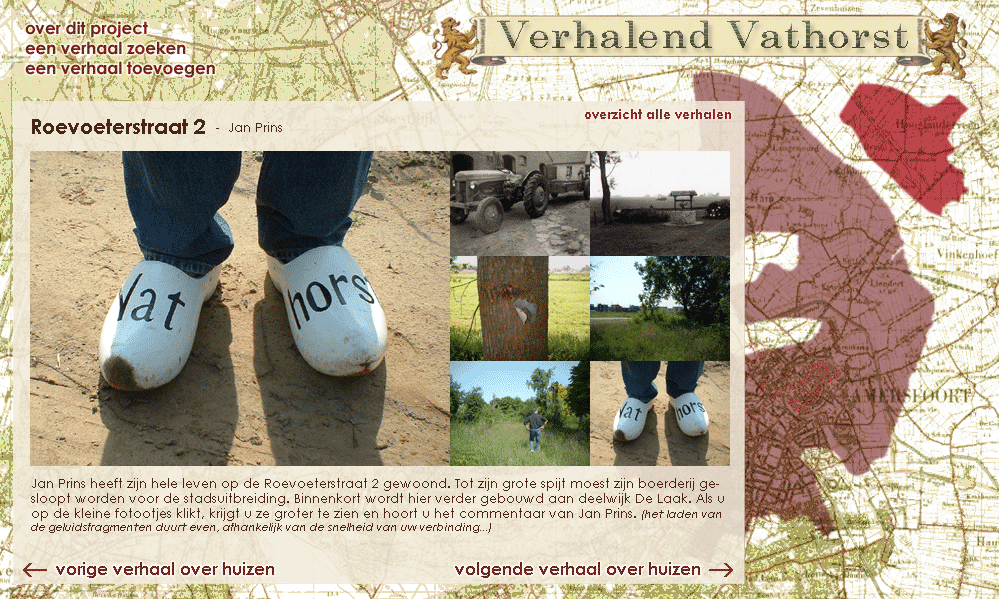 over dit project
een verhaal zoeken
een verhaal toevoegen
Verhalend Vathorst
overzicht alle verhalen
Roevoeterstraat 2 - Jan Prins
Vat hors
Vat hors
Jan Prins heeft zijn hele leven op de Roevoeterstraat 2 gewoond. Tot zijn grote spijt moest zijn boerderij ge-
sloopt worden voor de stadsuitbreiding. Binnenkort wordt hier verder gebouwd aan deelwijk De Laak. Als u
op de kleine fotootjes klikt, krijgt u ze groter te zien en hoort u het commentaar van Jan Prins. (het laden van
de geluidsfragmenten duurt even, afhankelijk van de snelheid van uw verbinding...)
← vorige verhaal over huizen
volgende verhaal over huizen →
Zevenhuizen
Vinkenhoef
AMERSFOORT